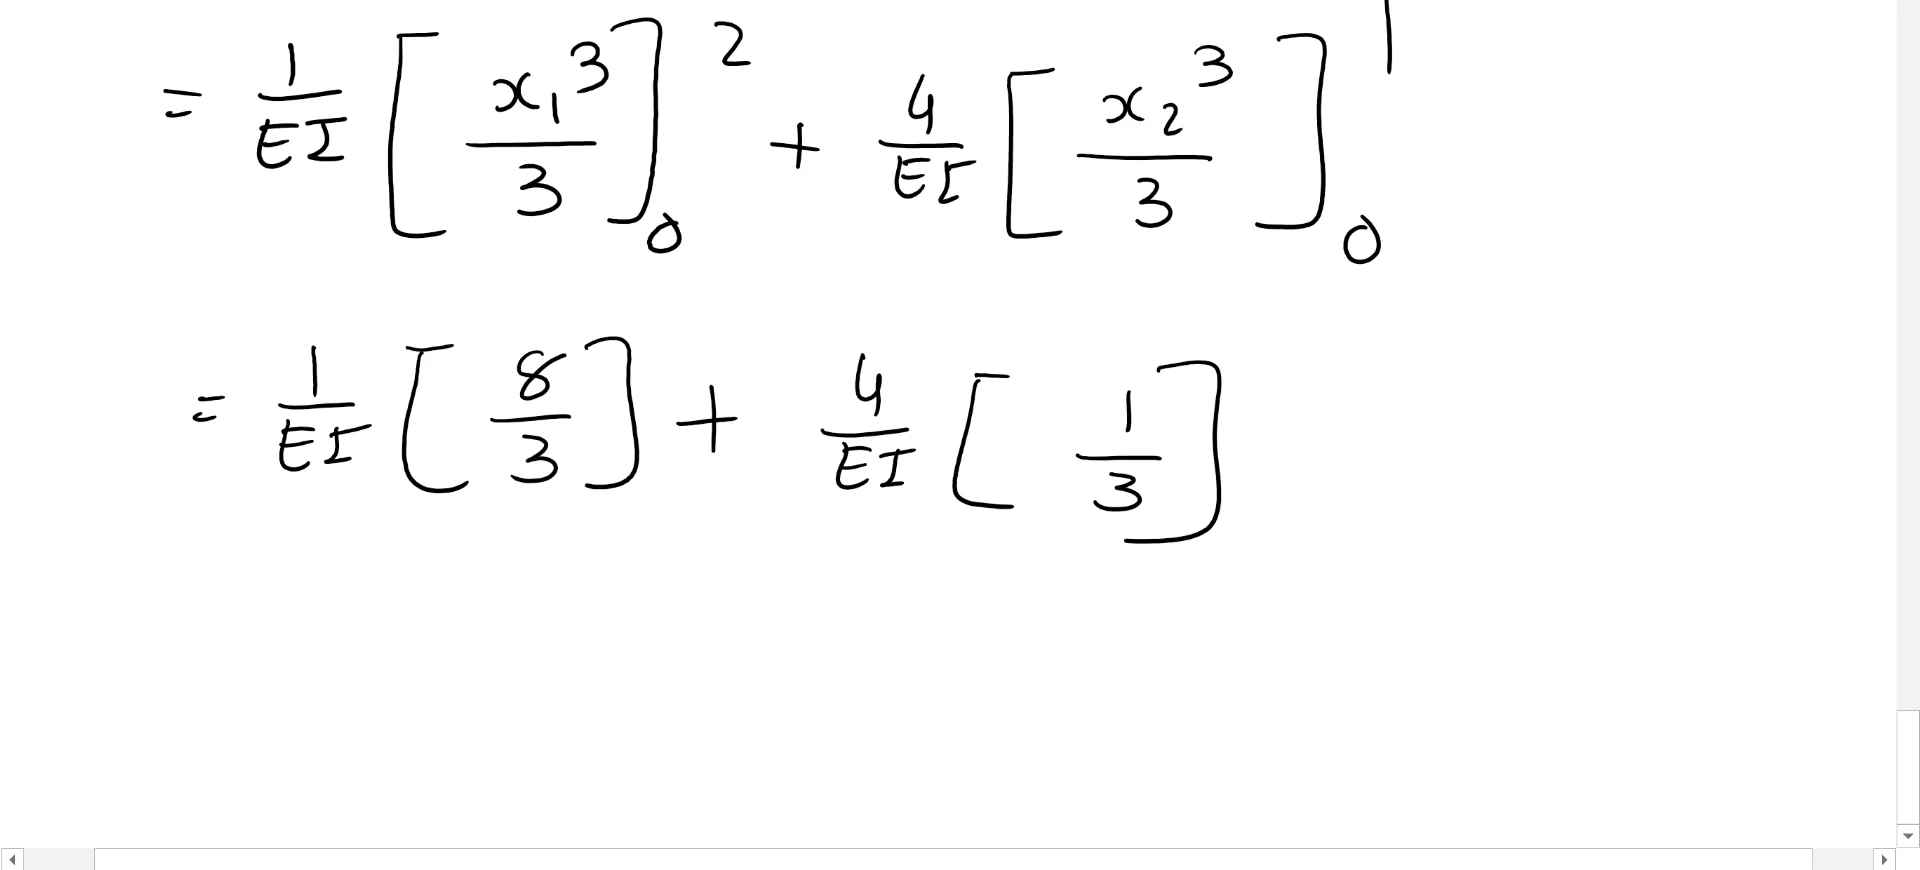 = 1/EI [x₁³/3]₀² + 4/EI [x₂³/3]₀¹
= 1/EI [8/3] + 4/EI [1/3]